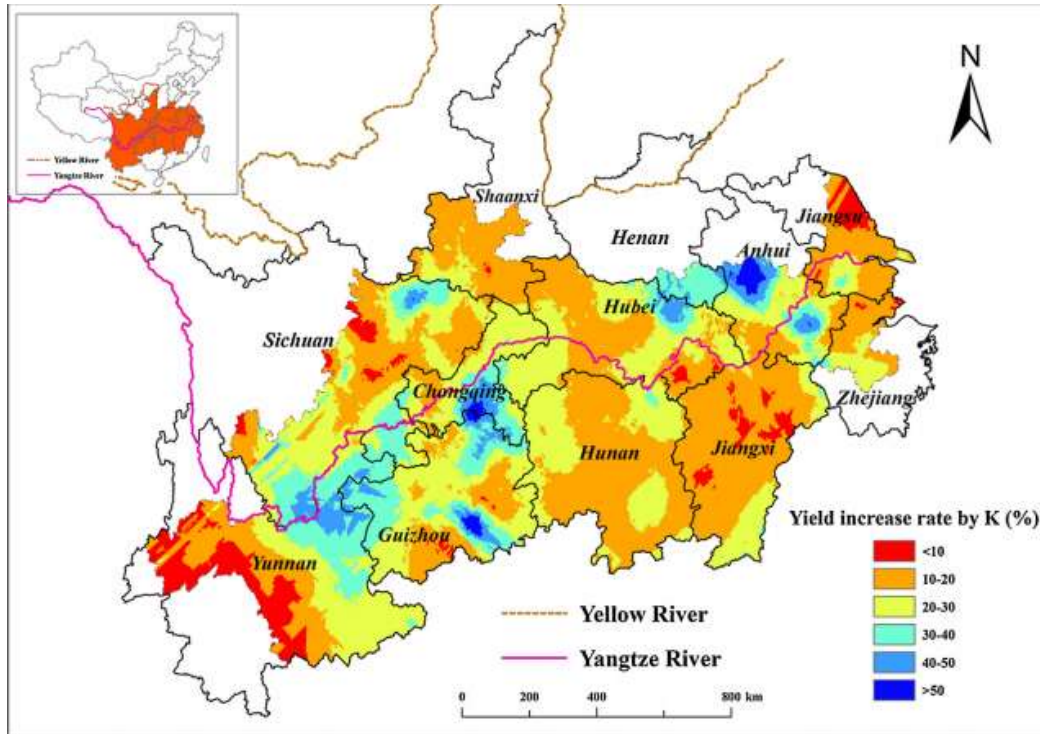 N
Yellow River
Yangtze River
Shaanxi
Jiangsu
Henan
Anhui
Hubei
Sichuan
Chongqing
Zhejiang
Hunan
Jiangxi
Guizhou
Yunnan
Yield increase rate by K (%)
<10
10-20
20-30
30-40
40-50
>50
Yellow River
Yangtze River
0 200 400 800 km